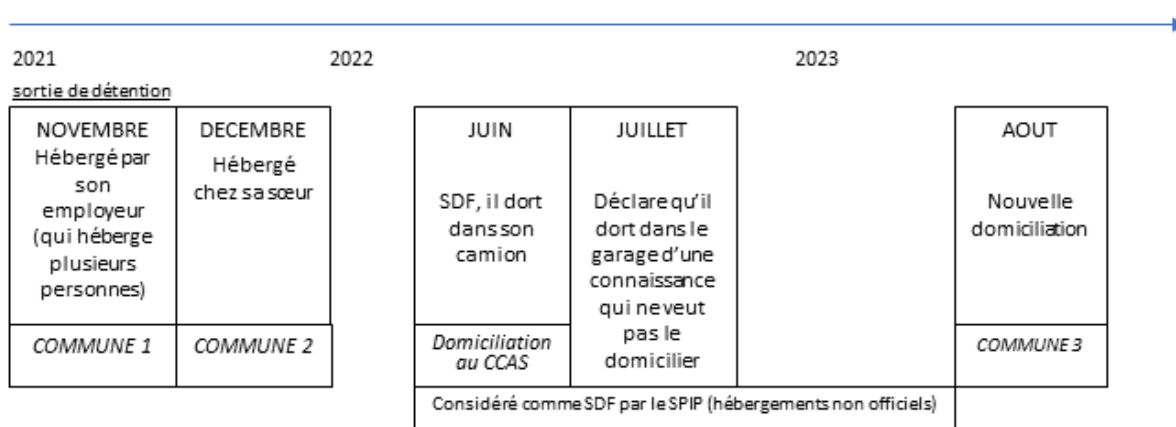 2021
2022
2023
sortie de détention
NOVEMBRE
Hébergé par
son
employeur
(qui héberge
plusieurs
personnes)
COMMUNE 1
DECEMBRE
Hébergé
chez sa sœur
COMMUNE 2
JUIN
SDF, il dort
dans son
camion
Domiciliation
au CCAS
JUILLET
Déclare qu'il
dort dans le
garage d'une
connaissance
qui ne veut
pas le
domicilier
AOUT
Nouvelle
domiciliation
COMMUNE 3
Considéré comme SDF par le SPIP (hébergements non officiels)